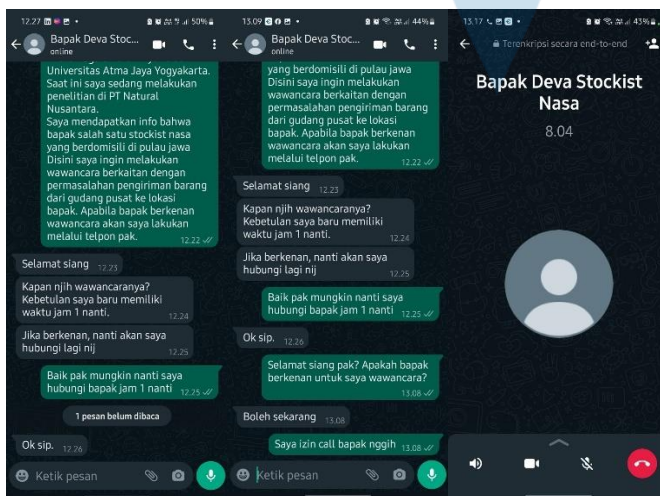 12.27
50%
Bapak Deva Stoc...
online
Universitas Atma Jaya Yogyakarta.
Saat ini saya sedang melakukan
penelitian di PT Natural
Nusantara.
Saya mendapatkan info bahwa
bapak salah satu stockist nasa
yang berdomisili di pulau jawa
Disini saya ingin melakukan
wawancara berkaitan dengan
permasalahan pengiriman barang
dari gudang pusat ke lokasi
bapak. Apabila bapak berkenan
wawancara akan saya lakukan
melalui telpon pak. 12.22
Selamat siang 12.23
Kapan njih wawancaranya?
Kebetulan saya baru memiliki
waktu jam 1 nanti. 12.24
Jika berkenan, nanti akan saya
hubungi lagi nij 12.25
Baik pak mungkin nanti saya
hubungi bapak jam 1 nanti 12.25
1 pesan belum dibaca
Ok sip. 12.26
Ketik pesan
13.09
44%
Bapak Deva Stoc...
online
yang berdomisili di pulau jawa
Disini saya ingin melakukan
wawancara berkaitan dengan
permasalahan pengiriman barang
dari gudang pusat ke lokasi
bapak. Apabila bapak berkenan
wawancara akan saya lakukan
melalui telpon pak. 12.22
Selamat siang 12.23
Kapan njih wawancaranya?
Kebetulan saya baru memiliki
waktu jam 1 nanti. 12.24
Jika berkenan, nanti akan saya
hubungi lagi nij 12.25
Baik pak mungkin nanti saya
hubungi bapak jam 1 nanti 12.25
Ok sip. 12.26
Selamat siang pak? Apakah bapak
berkenan untuk saya wawancara?
13.08
Boleh sekarang 13.08
Saya izin call bapak nggih 13.08
Ketik pesan
13.17
43%
Terenkripsi secara end-to-end
Bapak Deva Stockist
Nasa
8.04